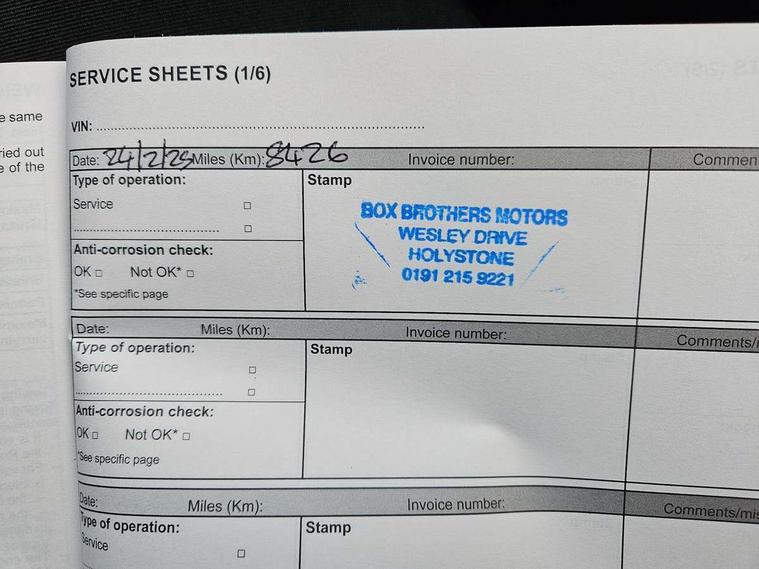 e same
ried out
e of the
SERVICE SHEETS (1/6)
VIN: ........................................................................
Date: 24/2/25 Miles (Km): 8426 Invoice number: Commen
Type of operation: Stamp
Service □
.................................... □
Anti-corrosion check:
OK □ Not OK* □
*See specific page
BOX BROTHERS MOTORS
WESLEY DRIVE
HOLYSTONE
0191 215 9221
Date: Miles (Km): Invoice number: Comments/
Type of operation: Stamp
Service □
.................................... □
Anti-corrosion check:
OK □ Not OK* □
*See specific page
Date: Miles (Km): Invoice number: Comments/mis
Type of operation: Stamp
Service □